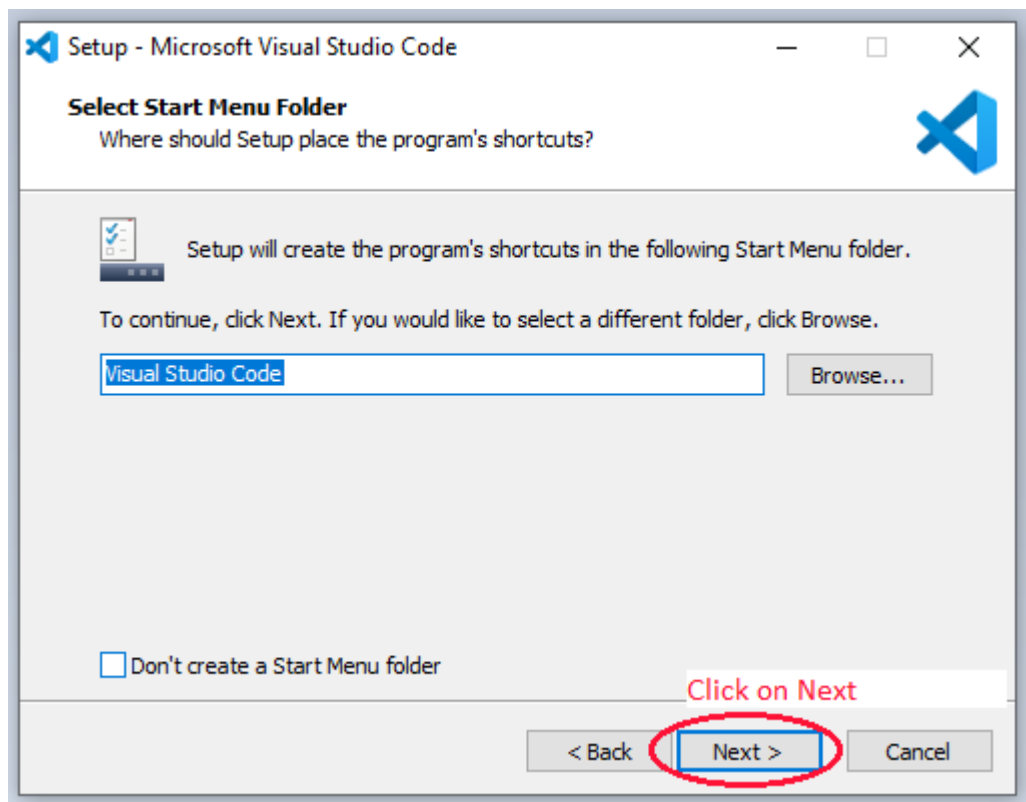 Setup - Microsoft Visual Studio Code
Select Start Menu Folder
Where should Setup place the program's shortcuts?
Setup will create the program's shortcuts in the following Start Menu folder.
To continue, click Next. If you would like to select a different folder, click Browse.
Visual Studio Code
Browse...
Don't create a Start Menu folder
Click on Next
< Back
Next >
Cancel